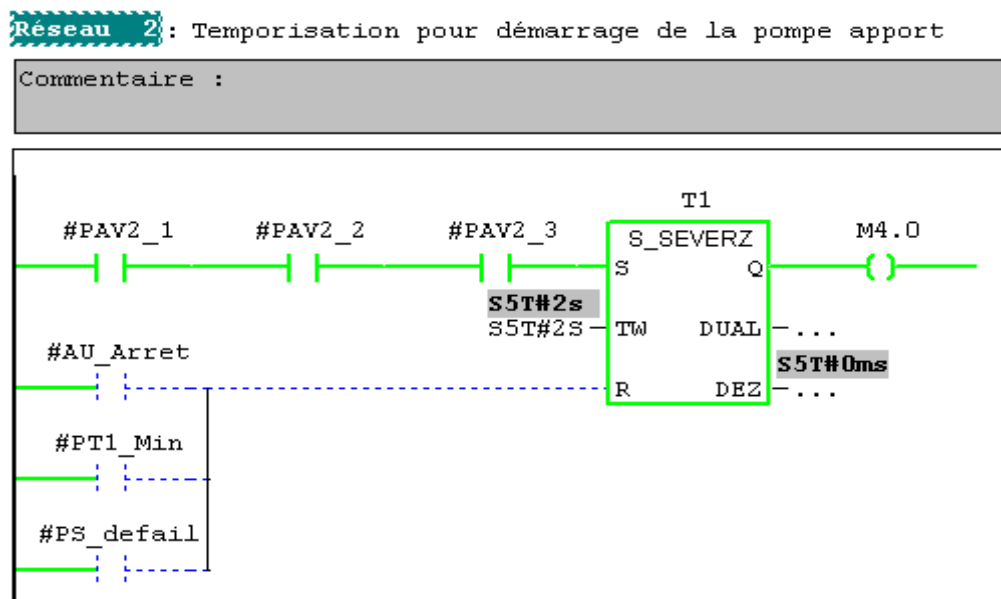 Réseau 2 : Temporisation pour démarrage de la pompe apport
Commentaire :
T1
#PAV2_1 #PAV2_2 #PAV2_3 S_SEVERZ M4.0
S Q
S5T#2s
S5T#2S TW DUAL ...
#AU_Arret
S5T#0ms
R DEZ ...
#PT1_Min
#PS_defail